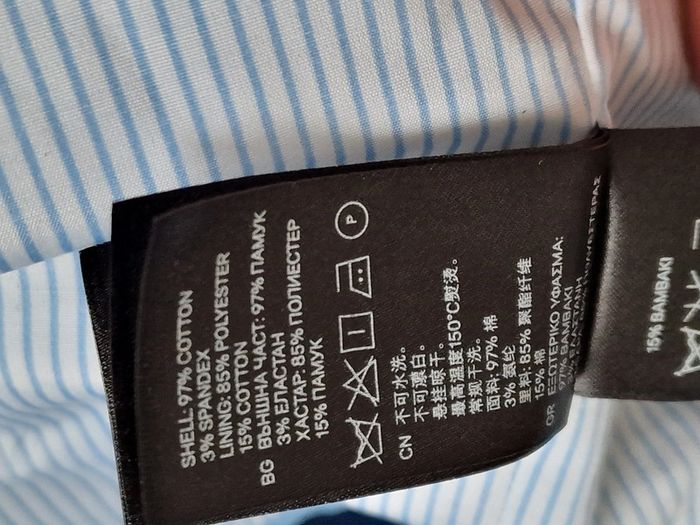 SHELL: 97% COTTON
3% SPANDEX
LINING: 85% POLYESTER
15% COTTON
BG ВЪНШНА ЧАСТ: 97% ПАМУК
3% ЕЛАСТАН
ХАСТАР: 85% ПОЛИЕСТЕР
15% ПАМУК
P
CN 不可水洗。
不可漂白。
悬挂晾干。
最高温度150°C熨烫。
常规干洗。
面料: 97% 棉
3% 氨纶
里料: 85% 聚酯纤维
15% 棉
GR ΕΞΩΤΕΡΙΚΟ ΥΦΑΣΜΑ:
97% ΒΑΜΒΑΚΙ
ΕΛΑΣΤΑΝΗ
15% ΒΑΜΒΑΚΙ